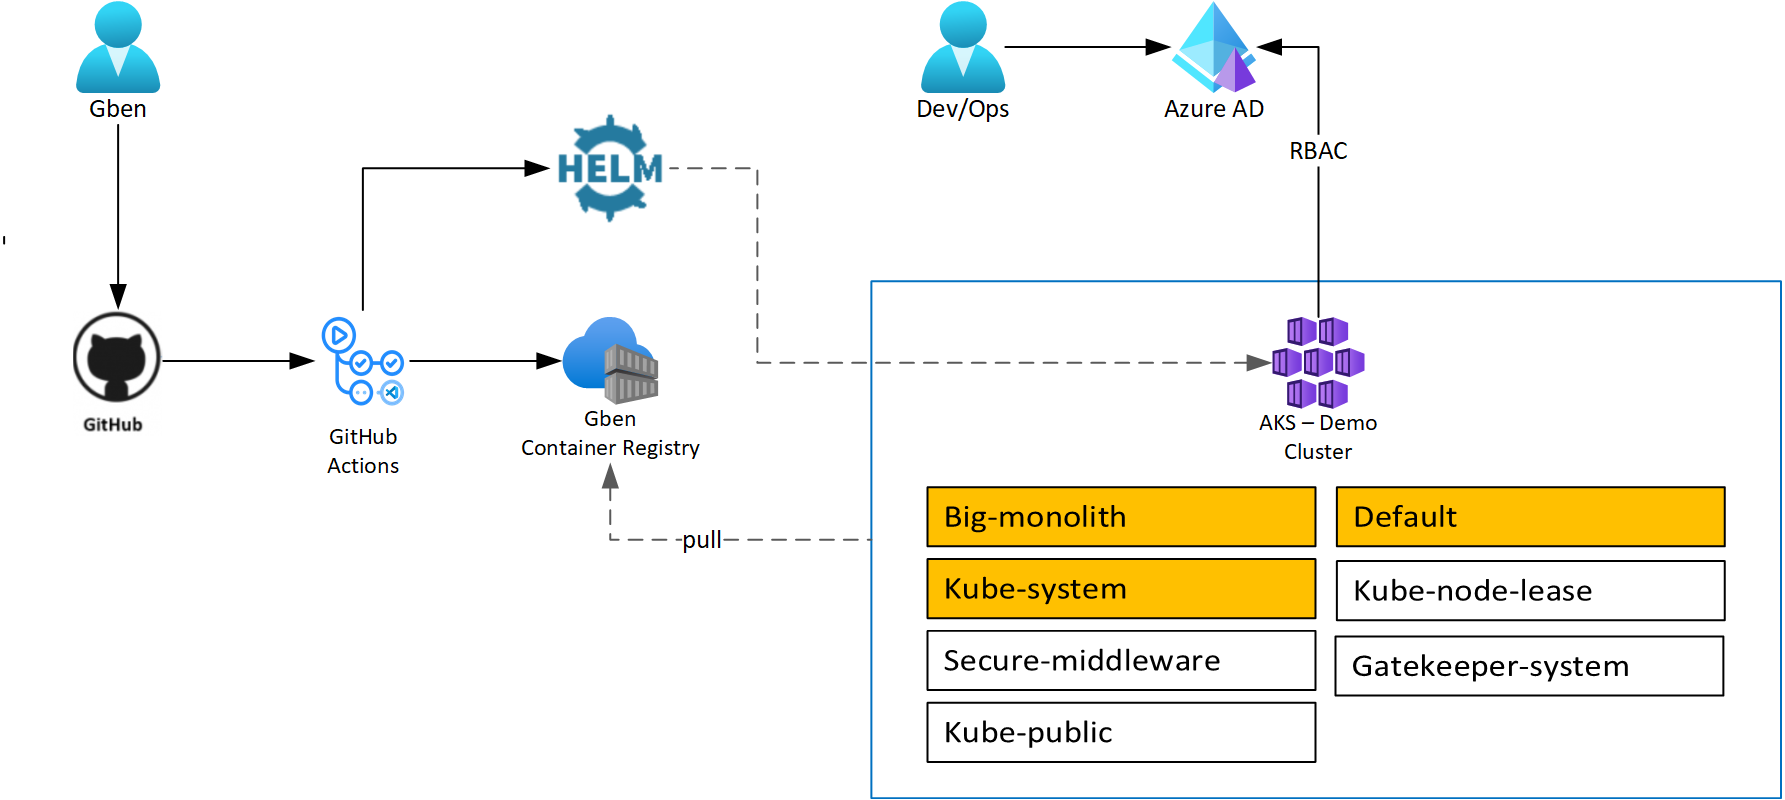 Gben
Dev/Ops
Azure AD
RBAC
HELM
GitHub
GitHub
Actions
Gben
Container Registry
pull
AKS – Demo
Cluster
Big-monolith
Default
Kube-system
Kube-node-lease
Secure-middleware
Gatekeeper-system
Kube-public